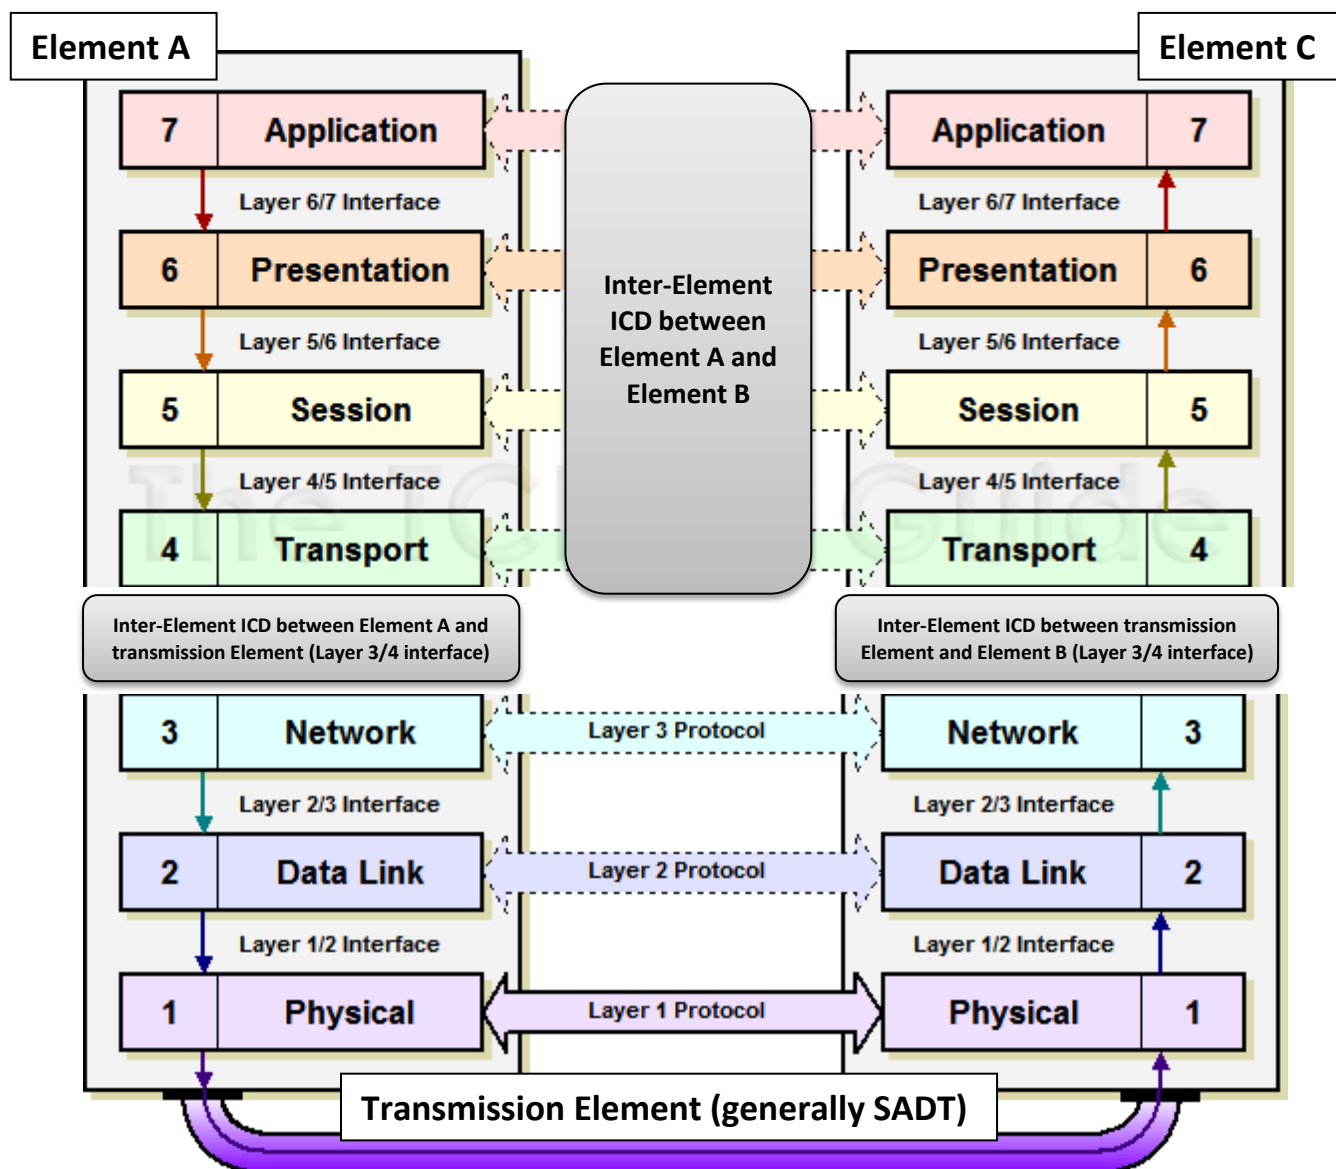 Element A
Element C
7 Application
Application 7
Layer 6/7 Interface
Layer 6/7 Interface
6 Presentation
Presentation 6
Inter-Element
ICD between
Element A and
Element B
Layer 5/6 Interface
Layer 5/6 Interface
5 Session
Session 5
Layer 4/5 Interface
Layer 4/5 Interface
The TC Guide
4 Transport
Transport 4
Inter-Element ICD between Element A and
transmission Element (Layer 3/4 interface)
Inter-Element ICD between transmission
Element and Element B (Layer 3/4 interface)
3 Network
Layer 3 Protocol
Network 3
Layer 2/3 Interface
Layer 2/3 Interface
2 Data Link
Layer 2 Protocol
Data Link 2
Layer 1/2 Interface
Layer 1/2 Interface
1 Physical
Layer 1 Protocol
Physical 1
Transmission Element (generally SADT)